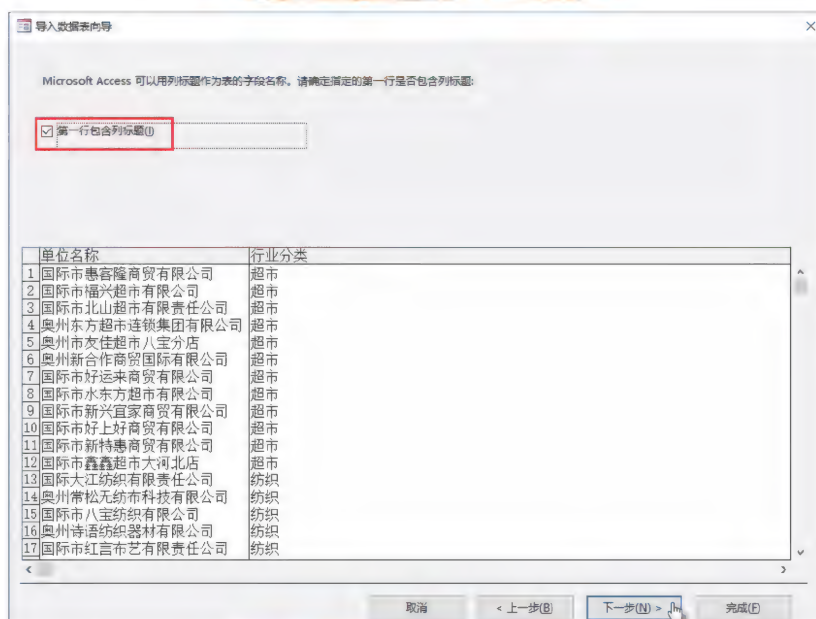 导入数据表向导
Microsoft Access 可以用列标题作为表的字段名称。请确定指定的第一行是否包含列标题:
第一行包含列标题(I)
单位名称 行业分类
1 国际市惠客隆商贸有限公司 超市
2 国际市福兴超市有限公司 超市
3 国际市北山超市有限责任公司 超市
4 奥州东方超市连锁集团有限公司 超市
5 奥州市友佳超市八宝分店 超市
6 奥州新合作商贸国际有限公司 超市
7 国际市好运来商贸有限公司 超市
8 国际市水东方超市有限公司 超市
9 国际市新兴宜家商贸有限公司 超市
10 国际市好上好商贸有限公司 超市
11 国际市新特惠商贸有限公司 超市
12 国际市鑫鑫超市大河北店 超市
13 国际大江纺织有限责任公司 纺织
14 奥州常松无纺布科技有限公司 纺织
15 国际市八宝纺织有限公司 纺织
16 奥州诗语纺织器材有限公司 纺织
17 国际市红言布艺有限责任公司 纺织
取消 < 上一步(B) 下一步(N) > 完成(F)